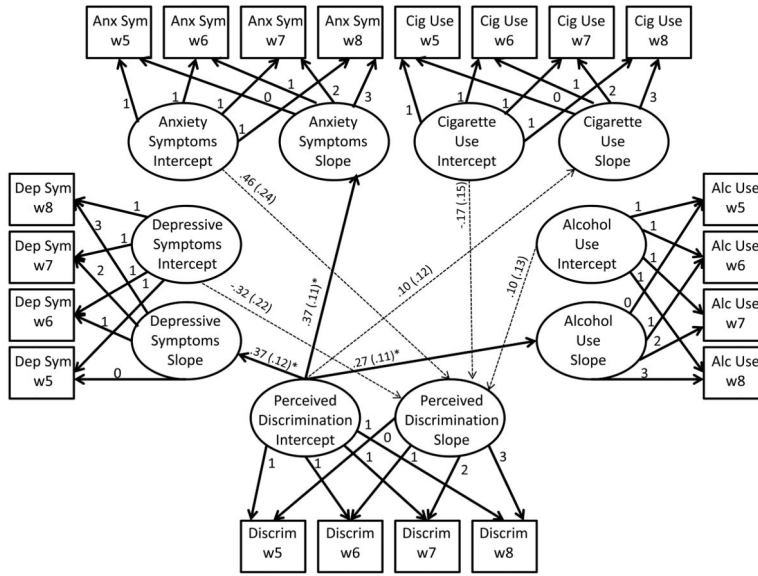 Anx Sym
w5
Anx Sym
w6
Anx Sym
w7
Anx Sym
w8
Cig Use
w5
Cig Use
w6
Cig Use
w7
Cig Use
w8
1
1
1
1
0
1
2
3
1
1
1
1
0
1
2
3
Anxiety
Symptoms
Intercept
Anxiety
Symptoms
Slope
Cigarette
Use
Intercept
Cigarette
Use
Slope
Dep Sym
w8
Dep Sym
w7
Dep Sym
w6
Dep Sym
w5
1
1
1
1
3
2
1
0
Depressive
Symptoms
Intercept
Depressive
Symptoms
Slope
.46 (.24)
-.32 (.22)
.37 (.11)*
.10 (.12)
-.17 (.15)
.10 (.13)
-.37 (.12)*
.27 (.11)*
Alcohol
Use
Intercept
Alcohol
Use
Slope
1
1
1
1
0
1
2
3
Alc Use
w5
Alc Use
w6
Alc Use
w7
Alc Use
w8
Perceived
Discrimination
Intercept
Perceived
Discrimination
Slope
1
1
1
1
0
1
2
3
Discrim
w5
Discrim
w6
Discrim
w7
Discrim
w8